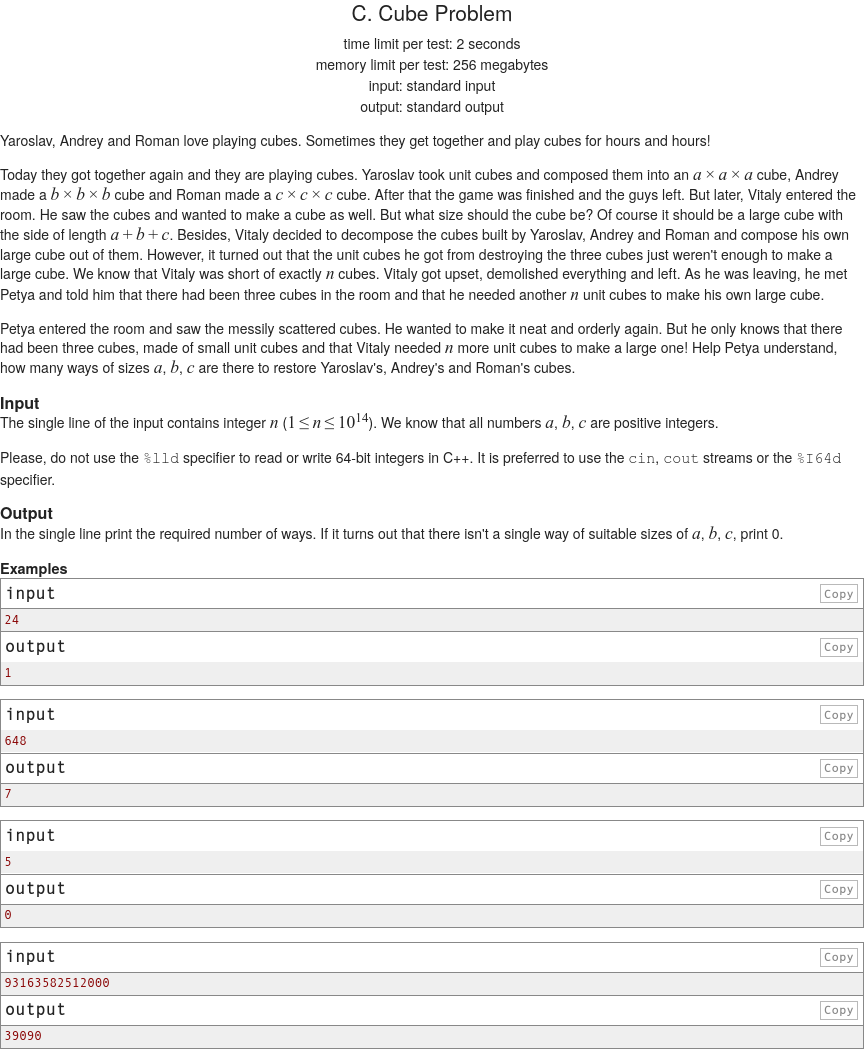 C. Cube Problem
time limit per test: 2 seconds
memory limit per test: 256 megabytes
input: standard input
output: standard output
Yaroslav, Andrey and Roman love playing cubes. Sometimes they get together and play cubes for hours and hours!
Today they got together again and they are playing cubes. Yaroslav took unit cubes and composed them into an a × a × a cube, Andrey
made a b × b × b cube and Roman made a c × c × c cube. After that the game was finished and the guys left. But later, Vitaly entered the
room. He saw the cubes and wanted to make a cube as well. But what size should the cube be? Of course it should be a large cube with
the side of length a + b + c. Besides, Vitaly decided to decompose the cubes built by Yaroslav, Andrey and Roman and compose his own
large cube out of them. However, it turned out that the unit cubes he got from destroying the three cubes just weren't enough to make a
large cube. We know that Vitaly was short of exactly n cubes. Vitaly got upset, demolished everything and left. As he was leaving, he met
Petya and told him that there had been three cubes in the room and that he needed another n unit cubes to make his own large cube.
Petya entered the room and saw the messily scattered cubes. He wanted to make it neat and orderly again. But he only knows that there
had been three cubes, made of small unit cubes and that Vitaly needed n more unit cubes to make a large one! Help Petya understand,
how many ways of sizes a, b, c are there to restore Yaroslav's, Andrey's and Roman's cubes.
Input
The single line of the input contains integer n (1 ≤ n ≤ 10^14). We know that all numbers a, b, c are positive integers.
Please, do not use the %lld specifier to read or write 64-bit integers in C++. It is preferred to use the cin, cout streams or the %I64d
specifier.
Output
In the single line print the required number of ways. If it turns out that there isn't a single way of suitable sizes of a, b, c, print 0.
Examples
input Copy
24
output Copy
1
input Copy
648
output Copy
7
input Copy
5
output Copy
0
input Copy
93163582512000
output Copy
39090